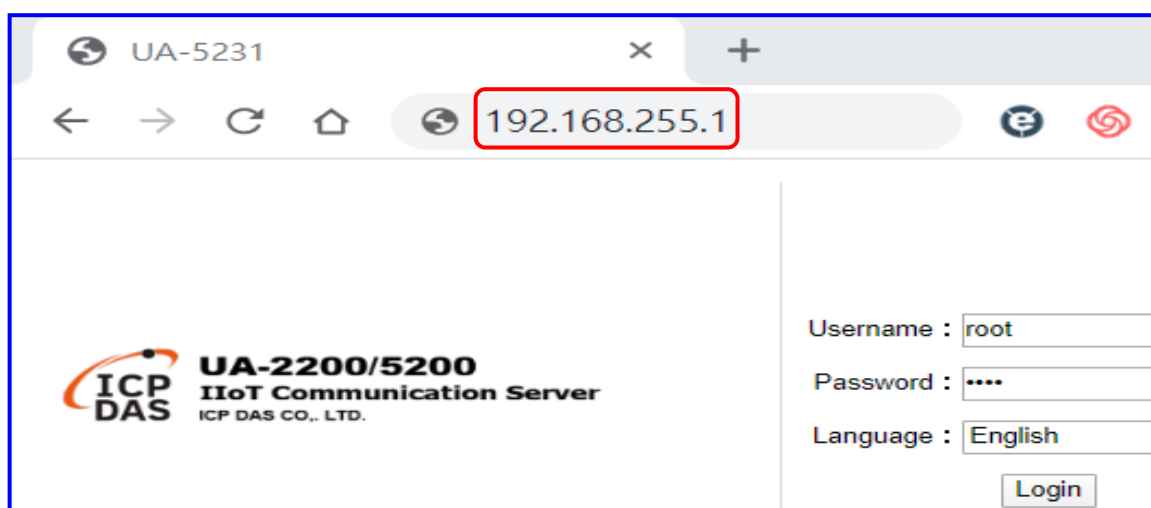 UA-5231
192.168.255.1
ICP DAS
UA-2200/5200
IIoT Communication Server
ICP DAS CO,. LTD.
Username : root
Password : ••••
Language : English
Login